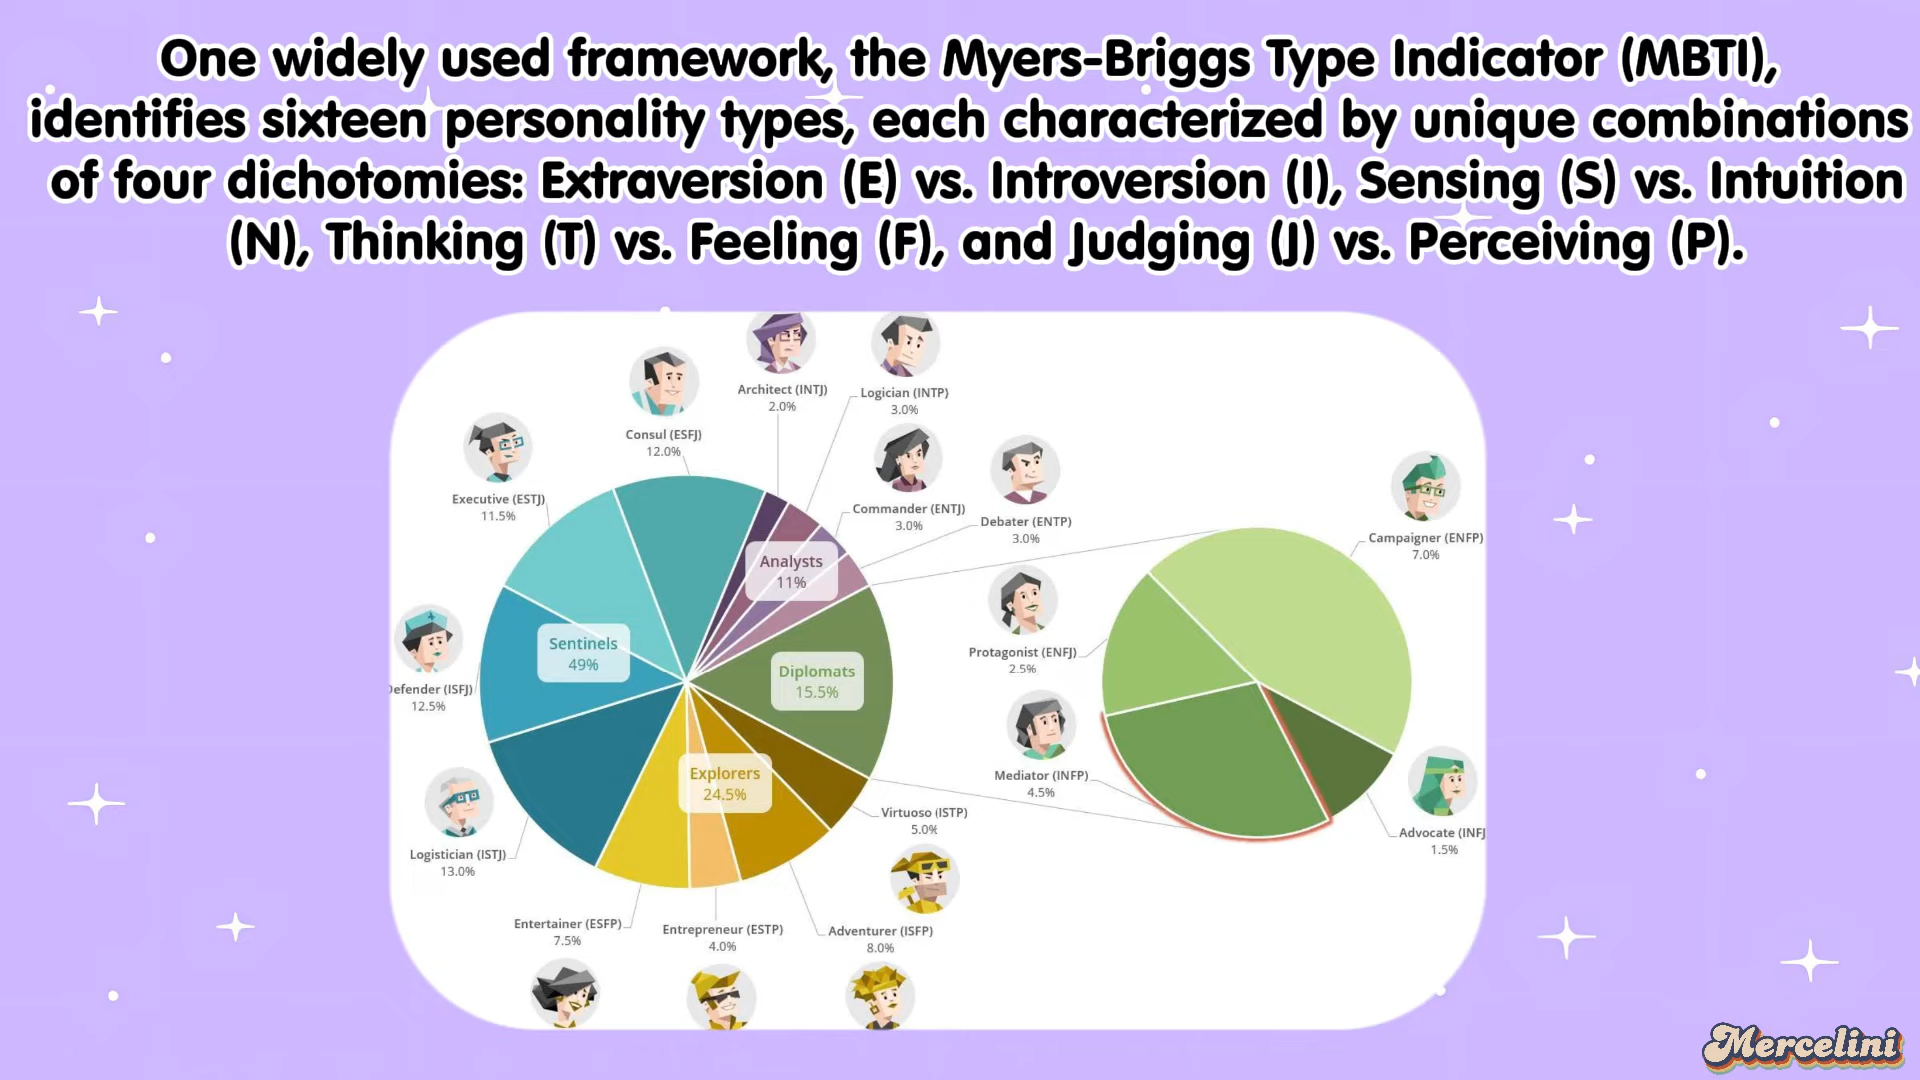 One widely used framework, the Myers-Briggs Type Indicator (MBTI),
identifies sixteen personality types, each characterized by unique combinations
of four dichotomies: Extraversion (E) vs. Introversion (I), Sensing (S) vs. Intuition
(N), Thinking (T) vs. Feeling (F), and Judging (J) vs. Perceiving (P).
Architect (INTJ)
2.0%
Logician (INTP)
3.0%
Consul (ESFJ)
12.0%
Executive (ESTJ)
11.5%
Commander (ENTJ)
3.0%
Debater (ENTP)
3.0%
Analysts
11%
Sentinels
49%
Diplomats
15.5%
Explorers
24.5%
Defender (ISFJ)
12.5%
Logistician (ISTJ)
13.0%
Entertainer (ESFP)
7.5%
Entrepreneur (ESTP)
4.0%
Adventurer (ISFP)
8.0%
Virtuoso (ISTP)
5.0%
Campaigner (ENFP)
7.0%
Protagonist (ENFJ)
2.5%
Mediator (INFP)
4.5%
Advocate (INFJ
1.5%
Mercelini